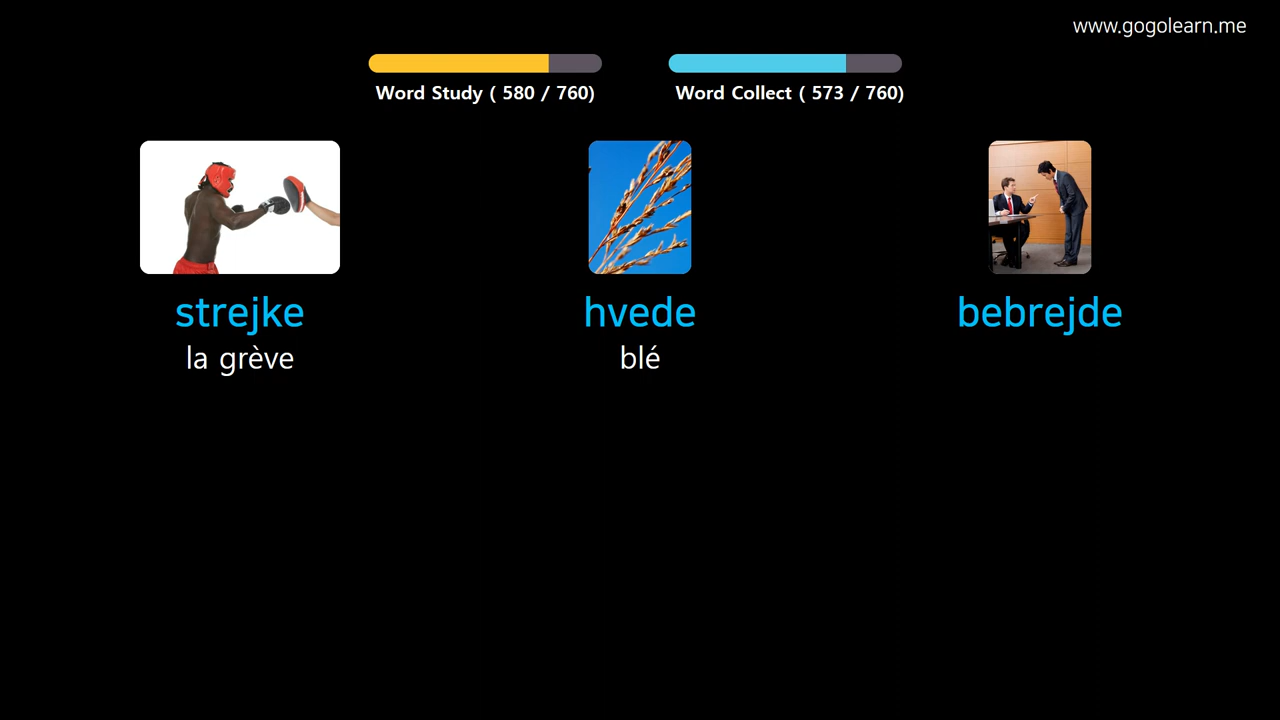 www.gogolearn.me
Word Study ( 580 / 760)
Word Collect ( 573 / 760)
strejke
hvede
bebrejde
la grève
blé